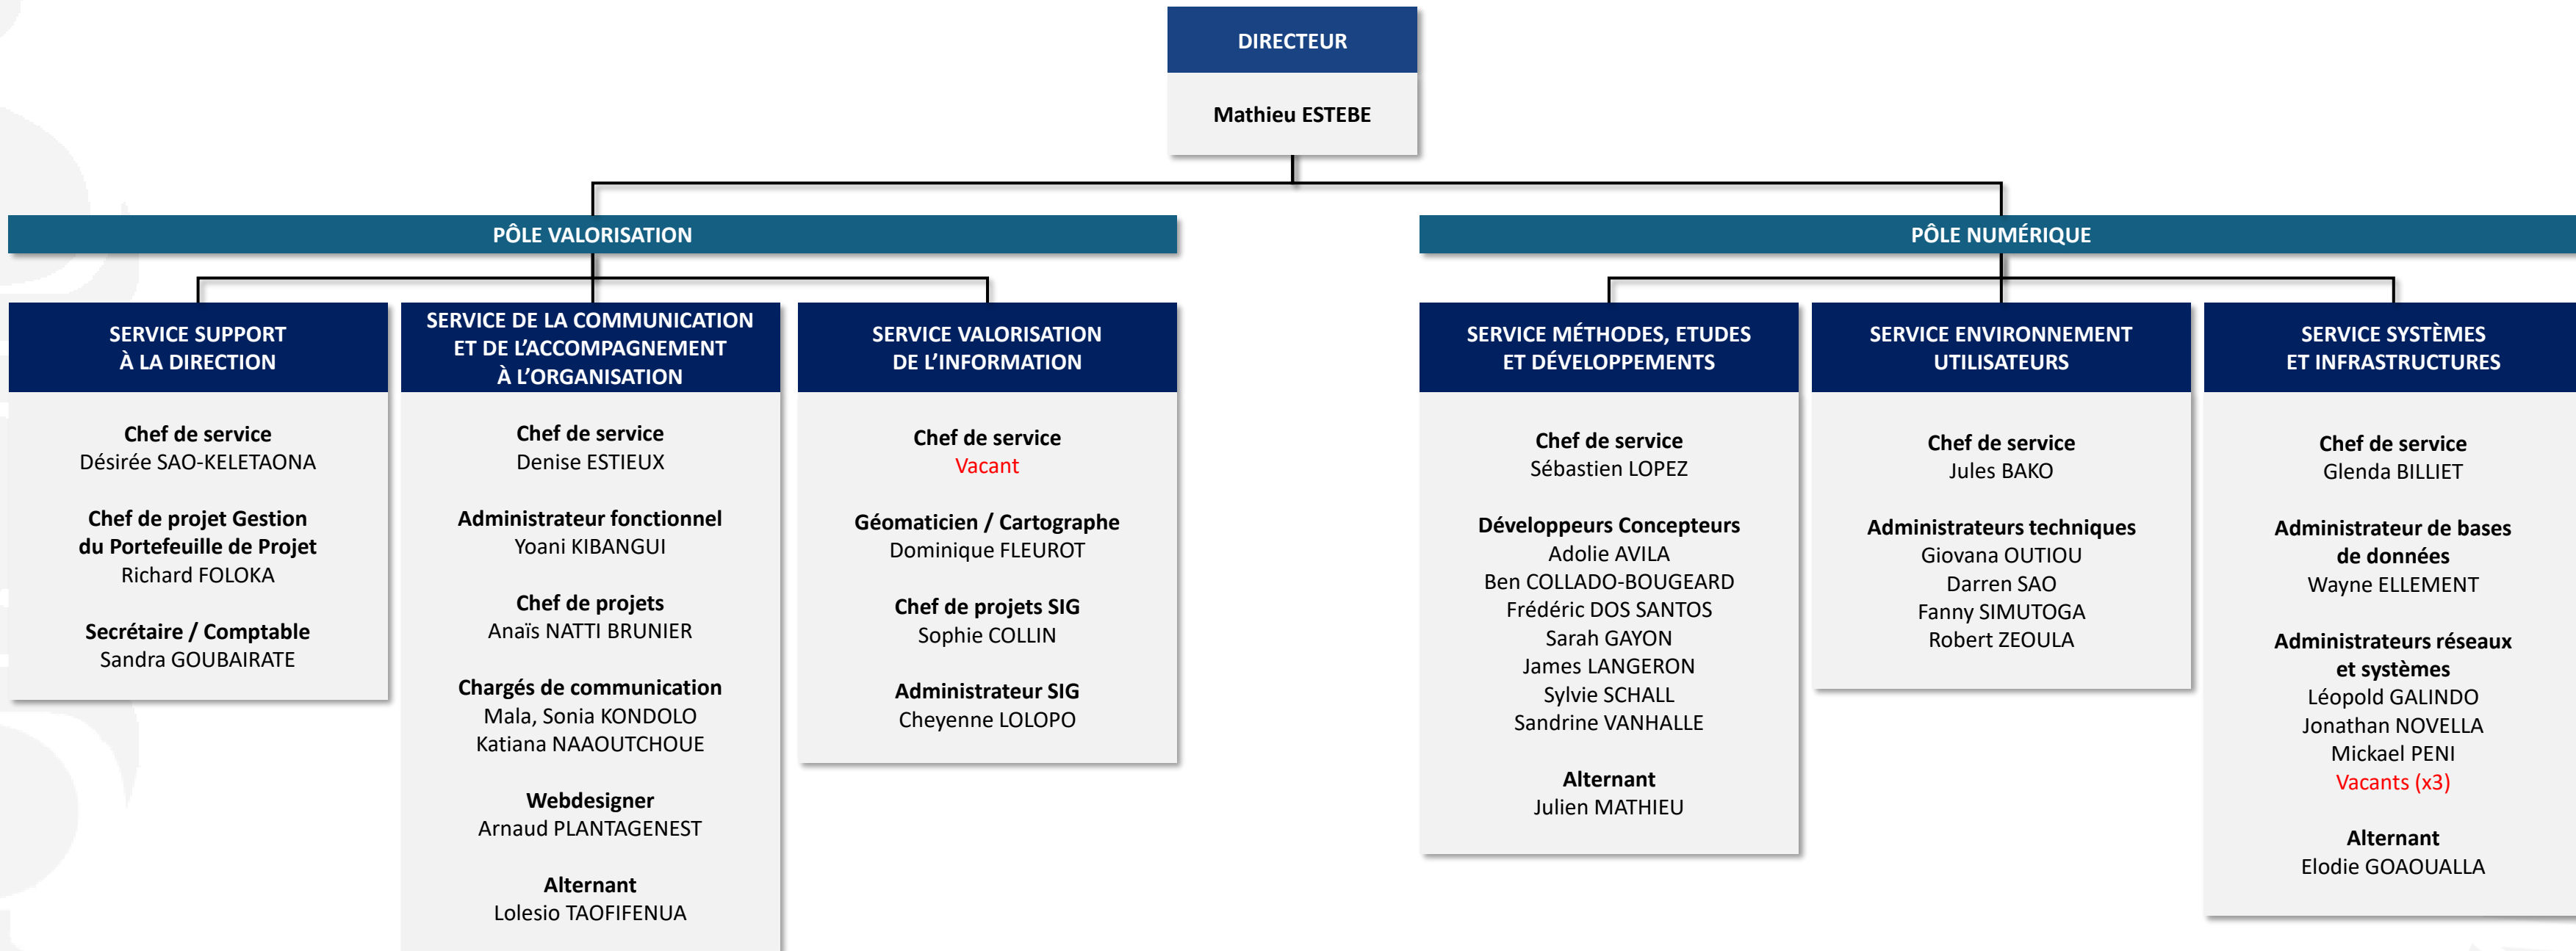 DIRECTEUR
Mathieu ESTEBE
PÔLE VALORISATION
SERVICE SUPPORT
À LA DIRECTION
Chef de service
Désirée SAO-KELETAONA
Chef de projet Gestion
du Portefeuille de Projet
Richard FOLOKA
Secrétaire / Comptable
Sandra GOUBAIRATE
SERVICE DE LA COMMUNICATION
ET DE L’ACCOMPAGNEMENT
À L’ORGANISATION
Chef de service
Denise ESTIEUX
Administrateur fonctionnel
Yoani KIBANGUI
Chef de projets
Anaïs NATTI BRUNIER
Chargés de communication
Mala, Sonia KONDOLO
Katiana NAAOUTCHOUE
Webdesigner
Arnaud PLANTAGENEST
Alternant
Lolesio TAOFIFENUA
SERVICE VALORISATION
DE L’INFORMATION
Chef de service
Vacant
Géomaticien / Cartographe
Dominique FLEUROT
Chef de projets SIG
Sophie COLLIN
Administrateur SIG
Cheyenne LOLOPO
PÔLE NUMÉRIQUE
SERVICE MÉTHODES, ETUDES
ET DÉVELOPPEMENTS
Chef de service
Sébastien LOPEZ
Développeurs Concepteurs
Adolie AVILA
Ben COLLADO-BOUGEARD
Frédéric DOS SANTOS
Sarah GAYON
James LANGERON
Sylvie SCHALL
Sandrine VANHALLE
Alternant
Julien MATHIEU
SERVICE ENVIRONNEMENT
UTILISATEURS
Chef de service
Jules BAKO
Administrateurs techniques
Giovana OUTIOU
Darren SAO
Fanny SIMUTOGA
Robert ZEOULA
SERVICE SYSTÈMES
ET INFRASTRUCTURES
Chef de service
Glenda BILLIET
Administrateur de bases
de données
Wayne ELLEMENT
Administrateurs réseaux
et systèmes
Léopold GALINDO
Jonathan NOVELLA
Mickael PENI
Vacants (x3)
Alternant
Elodie GOAOUALLA